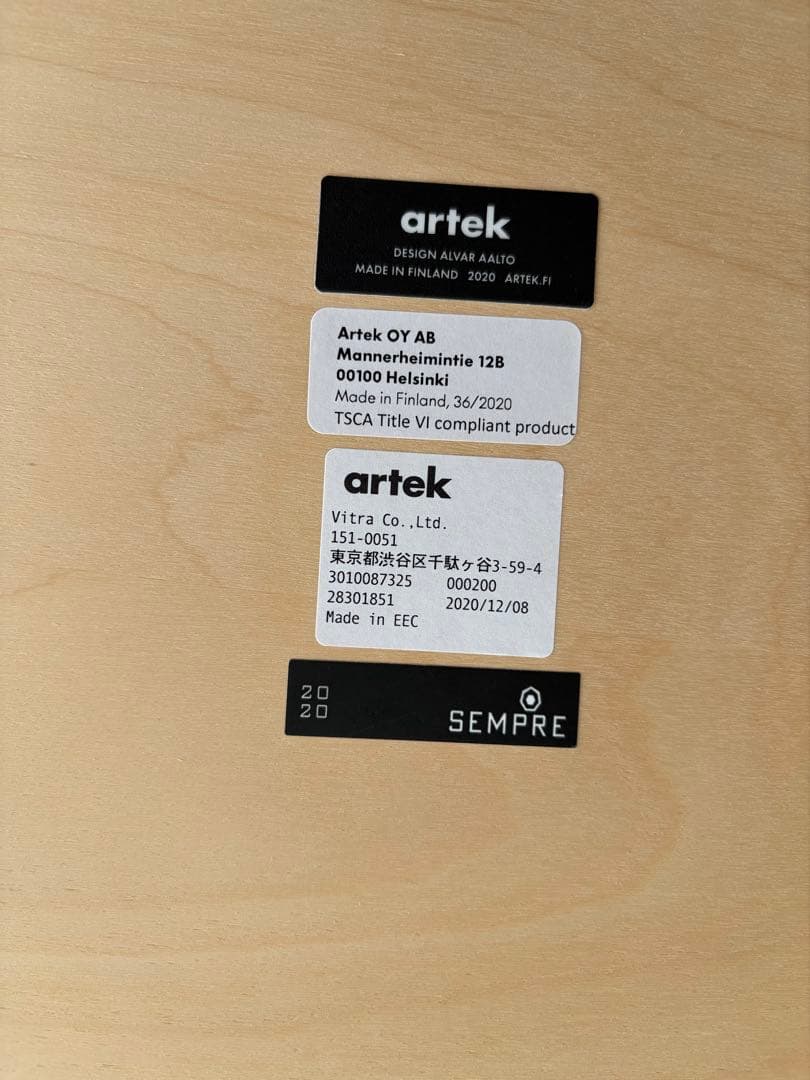 artek
DESIGN ALVAR AALTO
MADE IN FINLAND 2020 ARTEK.FI
Artek OY AB
Mannerheimintie 12B
00100 Helsinki
Made in Finland, 36/2020
TSCA Title VI compliant product
artek
Vitra Co.,Ltd.
151-0051
東京都渋谷区千駄ヶ谷3-59-4
3010087325 000200
28301851 2020/12/08
Made in EEC
20
20
SEMPRE